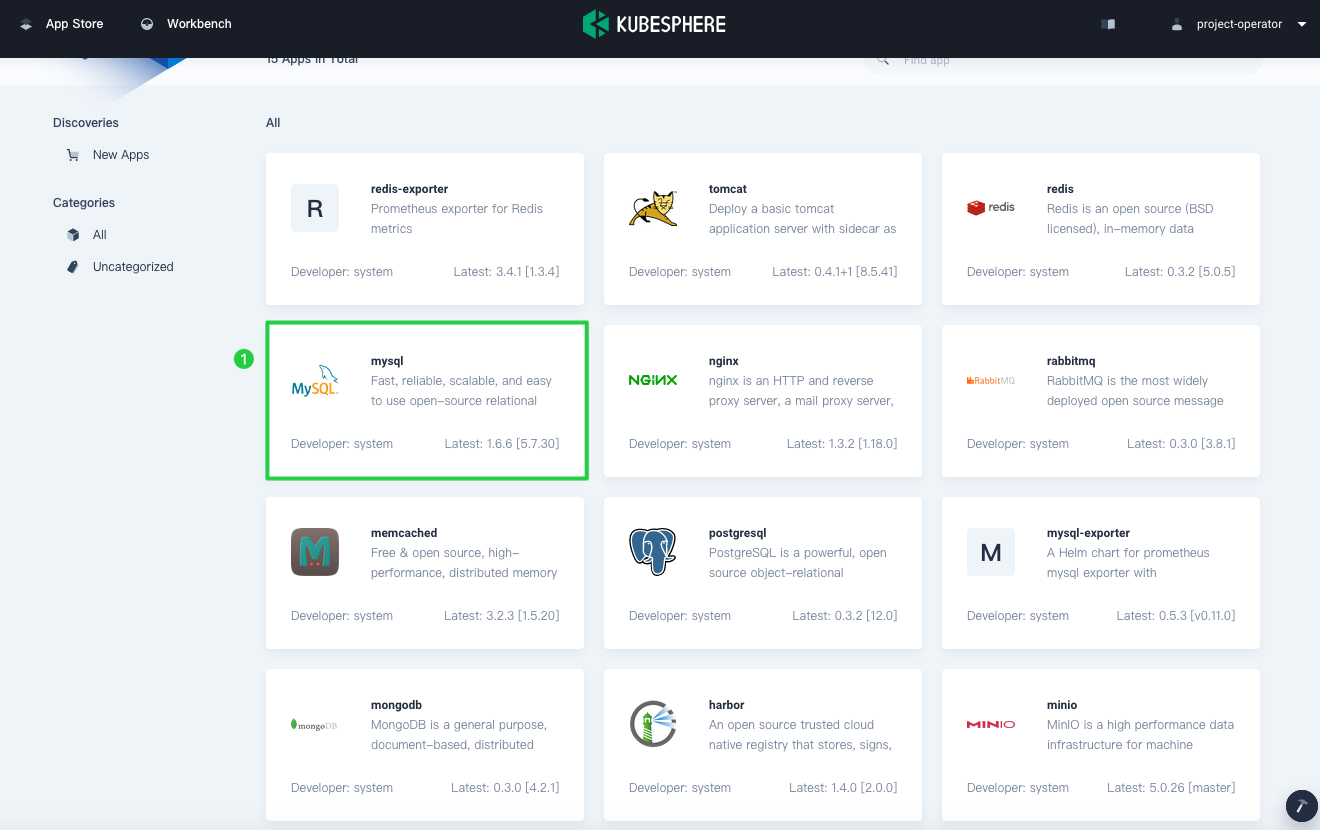 App Store
Workbench
KUBESPHERE
project-operator
15 Apps in Total
Find app
Discoveries
New Apps
Categories
All
Uncategorized
All
R
redis-exporter
Prometheus exporter for Redis
metrics
Developer: system
Latest: 3.4.1 [1.3.4]
tomcat
Deploy a basic tomcat
application server with sidecar as
Developer: system
Latest: 0.4.1+1 [8.5.41]
redis
redis
Redis is an open source (BSD
licensed), in-memory data
Developer: system
Latest: 0.3.2 [5.0.5]
1
MySQL
mysql
Fast, reliable, scalable, and easy
to use open-source relational
Developer: system
Latest: 1.6.6 [5.7.30]
NGINX
nginx
nginx is an HTTP and reverse
proxy server, a mail proxy server,
Developer: system
Latest: 1.3.2 [1.18.0]
RabbitMQ
rabbitmq
RabbitMQ is the most widely
deployed open source message
Developer: system
Latest: 0.3.0 [3.8.1]
memcached
Free & open source, high-
performance, distributed memory
Developer: system
Latest: 3.2.3 [1.5.20]
postgresql
PostgreSQL is a powerful, open
source object-relational
Developer: system
Latest: 0.3.2 [12.0]
M
mysql-exporter
A Helm chart for prometheus
mysql exporter with
Developer: system
Latest: 0.5.3 [v0.11.0]
mongoDB
mongodb
MongoDB is a general purpose,
document-based, distributed
Developer: system
Latest: 0.3.0 [4.2.1]
harbor
An open source trusted cloud
native registry that stores, signs,
Developer: system
Latest: 1.4.0 [2.0.0]
MINIO
minio
MinIO is a high performance data
infrastructure for machine
Developer: system
Latest: 5.0.26 [master]